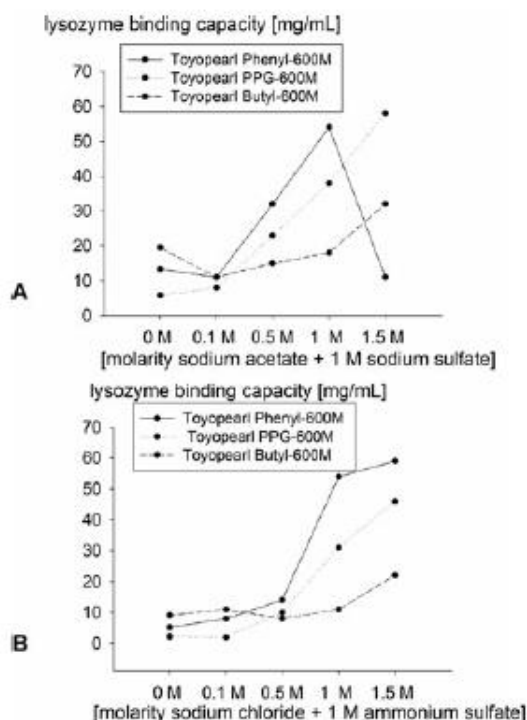 lysozyme binding capacity [mg/mL]
Toyopearl Phenyl-600M
Toyopearl PPG-600M
Toyopearl Butyl-600M
70
60
50
40
30
20
10
0
A
0 M 0.1 M 0.5 M 1 M 1.5 M
[molarity sodium acetate + 1 M sodium sulfate]
lysozyme binding capacity [mg/mL]
Toyopearl Phenyl-600M
Toyopearl PPG-600M
Toyopearl Butyl-600M
70
60
50
40
30
20
10
0
B
0 M 0.1 M 0.5 M 1 M 1.5 M
[molarity sodium chloride + 1 M ammonium sulfate]